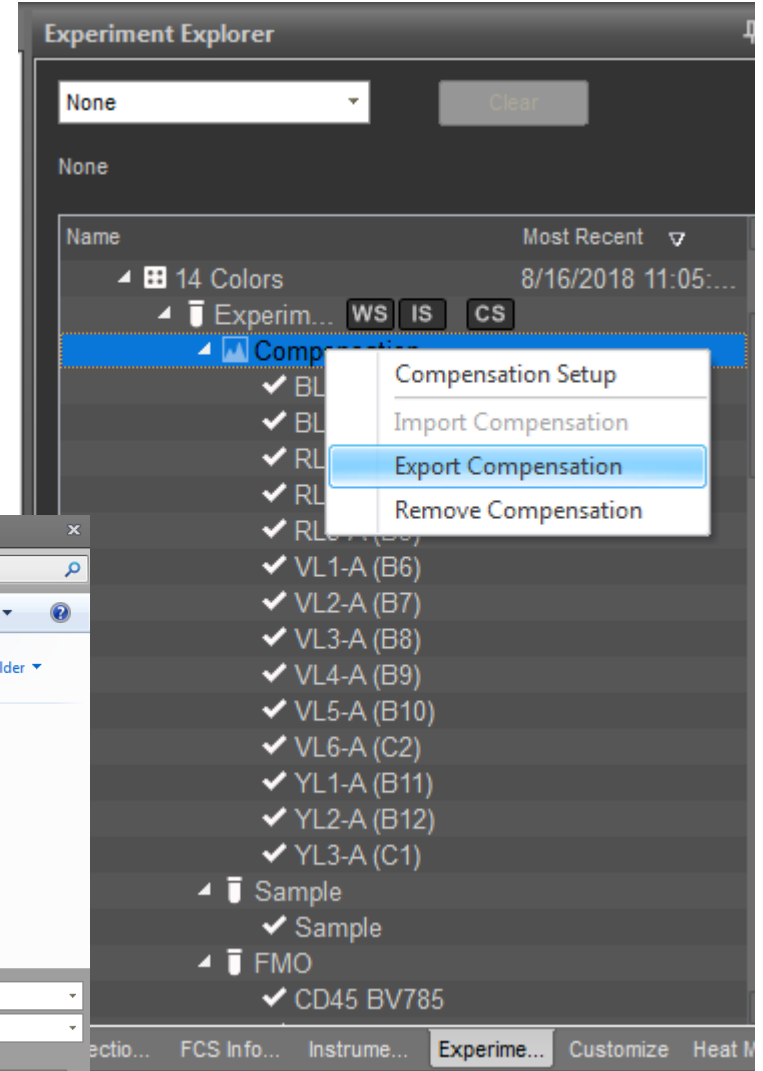 Experiment Explorer
None
Clear
None
Name Most Recent
14 Colors 8/16/2018 11:05:...
Experim... WS IS CS
Compensation
Compensation Setup
BL
Import Compensation
BL
Export Compensation
RL
Remove Compensation
RL
VL1-A (B6)
VL2-A (B7)
VL3-A (B8)
lder
VL4-A (B9)
VL5-A (B10)
VL6-A (C2)
YL1-A (B11)
YL2-A (B12)
YL3-A (C1)
Sample
Sample
FMO
CD45 BV785
ectio... FCS Info... Instrume... Experime... Customize Heat M